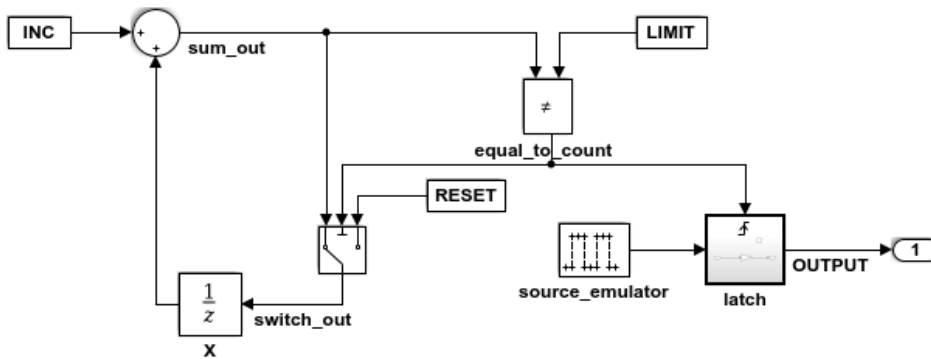 INC
+
+
sum_out
LIMIT
≠
equal_to_count
RESET
source_emulator
latch
OUTPUT
1
1
z
switch_out
X